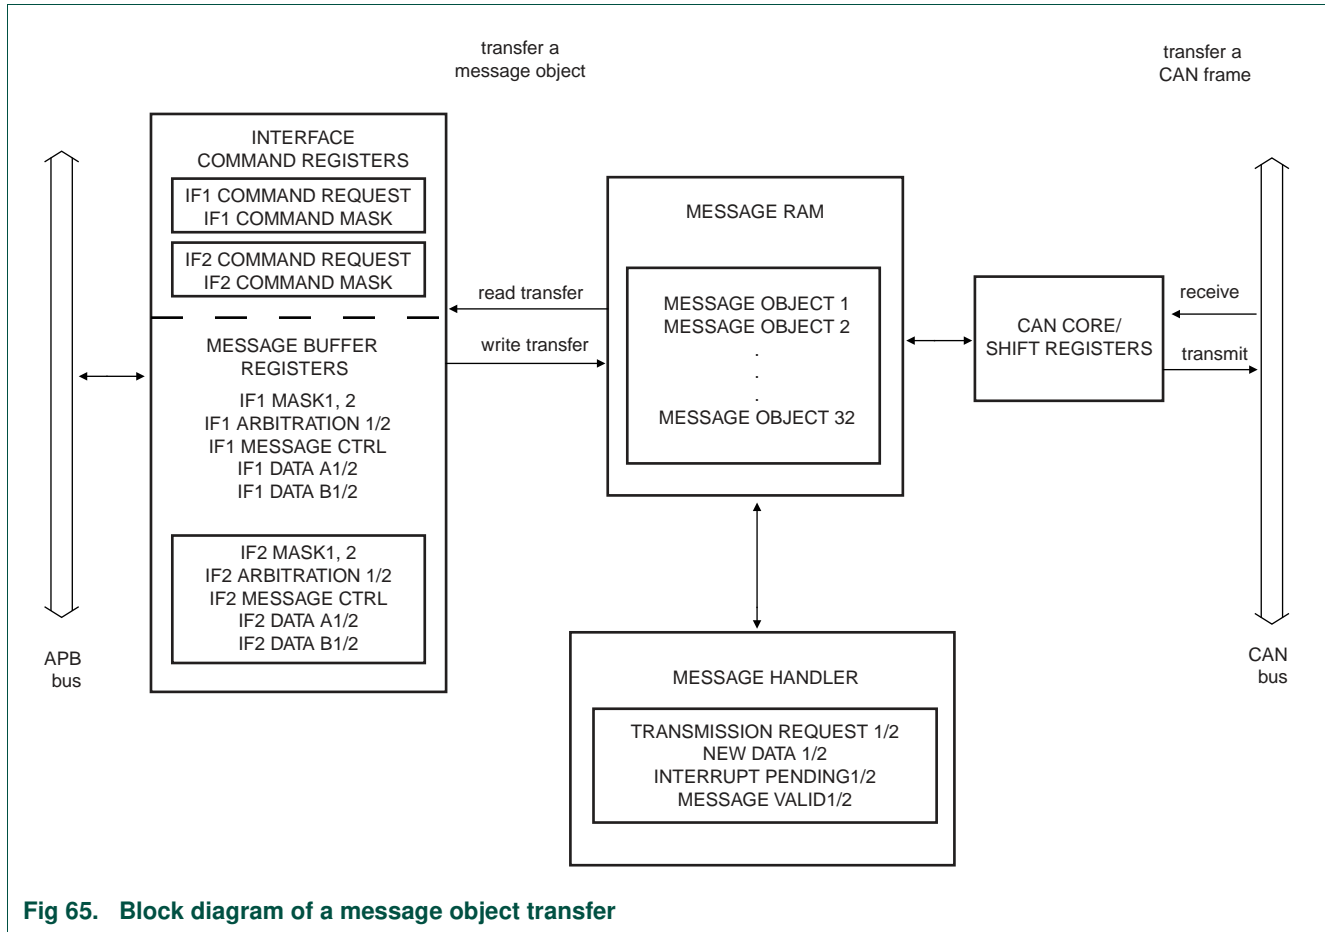 transfer a
message object
transfer a
CAN frame
INTERFACE
COMMAND REGISTERS
IF1 COMMAND REQUEST
IF1 COMMAND MASK
IF2 COMMAND REQUEST
IF2 COMMAND MASK
MESSAGE BUFFER
REGISTERS
IF1 MASK1, 2
IF1 ARBITRATION 1/2
IF1 MESSAGE CTRL
IF1 DATA A1/2
IF1 DATA B1/2
IF2 MASK1, 2
IF2 ARBITRATION 1/2
IF2 MESSAGE CTRL
IF2 DATA A1/2
IF2 DATA B1/2
APB
bus
read transfer
write transfer
MESSAGE RAM
MESSAGE OBJECT 1
MESSAGE OBJECT 2
.
.
.
MESSAGE OBJECT 32
CAN CORE/
SHIFT REGISTERS
receive
transmit
CAN
bus
MESSAGE HANDLER
TRANSMISSION REQUEST 1/2
NEW DATA 1/2
INTERRUPT PENDING1/2
MESSAGE VALID1/2
Fig 65. Block diagram of a message object transfer